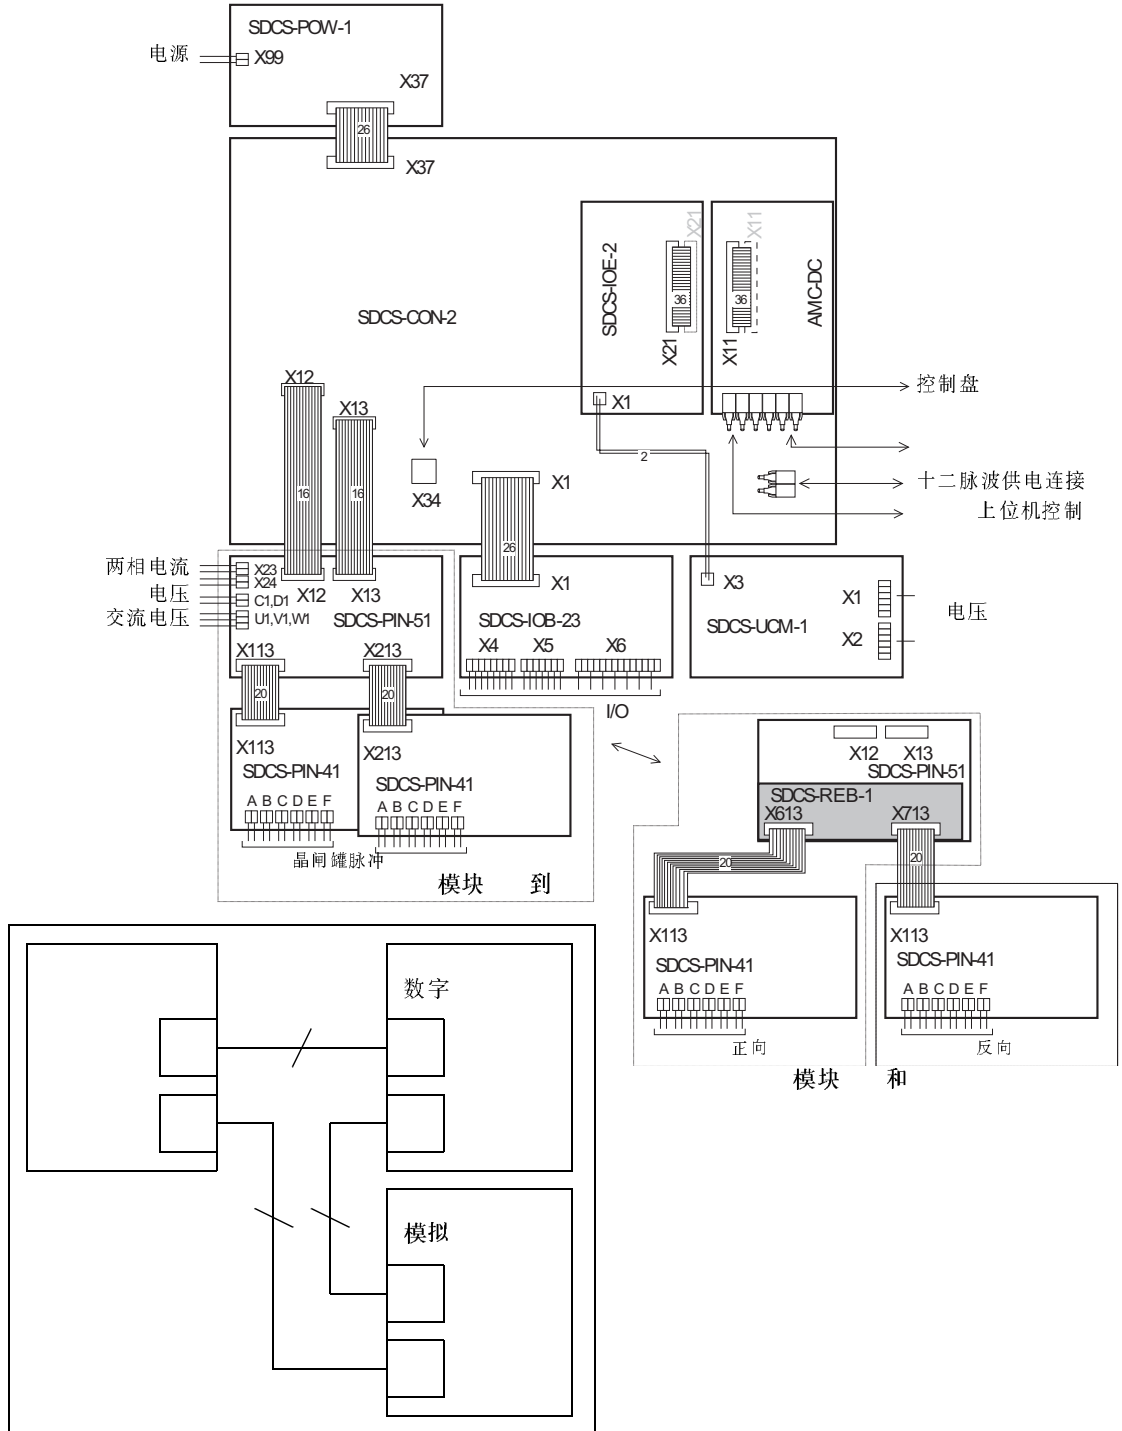 SDCS-POW-1
电源
X99
X37
26
X37
X21
X11
SDCS-IOE-2
AMC-DC
36
36
SDCS-CON-2
X21
X11
X12
控制盘
X13
X1
2
X1
十二脉波供电连接
16
16
X34
上位机控制
26
两相电流
X23
X24
X1
X3
电压
C1,D1
X12
X13
X1
交流电压
U1,V1,W1
SDCS-PIN-51
SDCS-IOB-23
SDCS-UCM-1
电压
X2
X113
X213
X4
X5
X6
20
20
I/O
X113
X213
SDCS-PIN-41
SDCS-PIN-41
A B C D E F
A B C D E F
晶闸罐脉冲
模块 到
X12
X13
SDCS-PIN-51
SDCS-REB-1
X613
X713
20
20
X113
X113
SDCS-PIN-41
SDCS-PIN-41
A B C D E F
A B C D E F
正向
反向
模块 和
数字
模拟